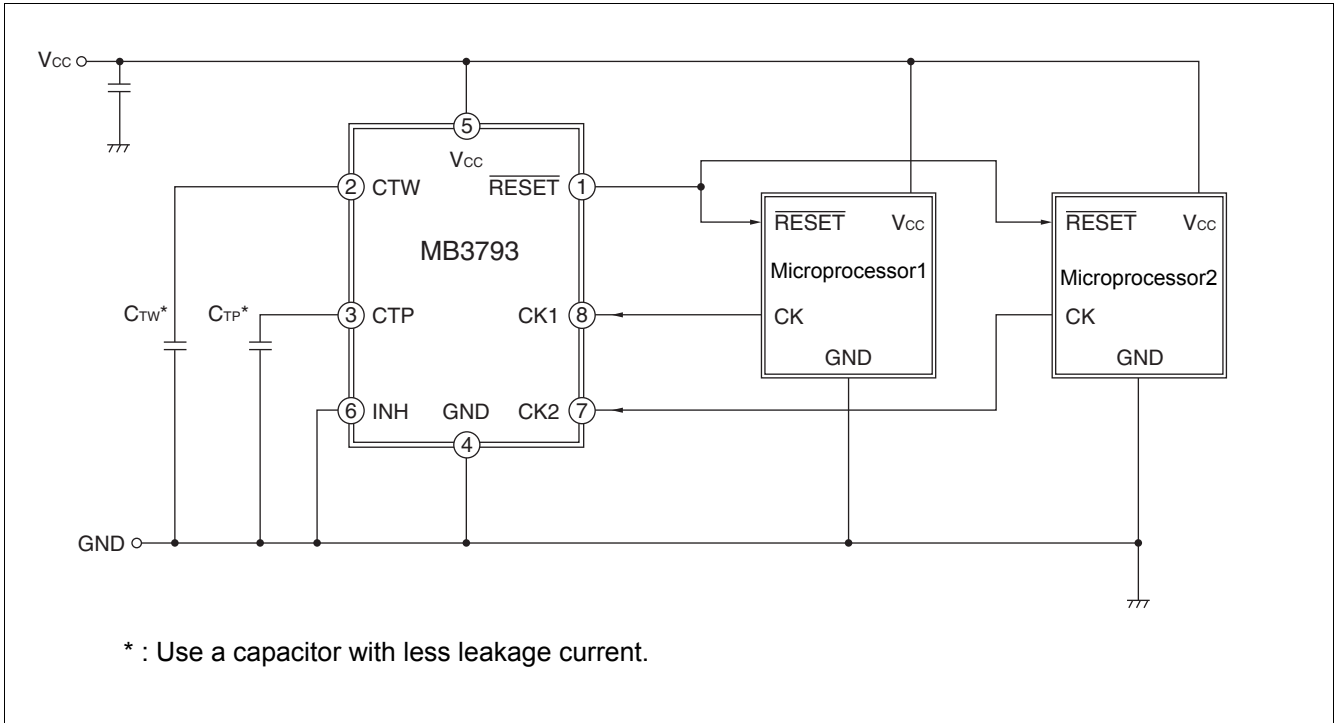 Vcc
5
Vcc
2 CTW RESET 1
RESET Vcc
RESET Vcc
MB3793
Microprocessor1
Microprocessor2
CTW*
CTP*
3 CTP CK1 8
CK
CK
GND
GND
6 INH GND CK2 7
4
GND
* : Use a capacitor with less leakage current.